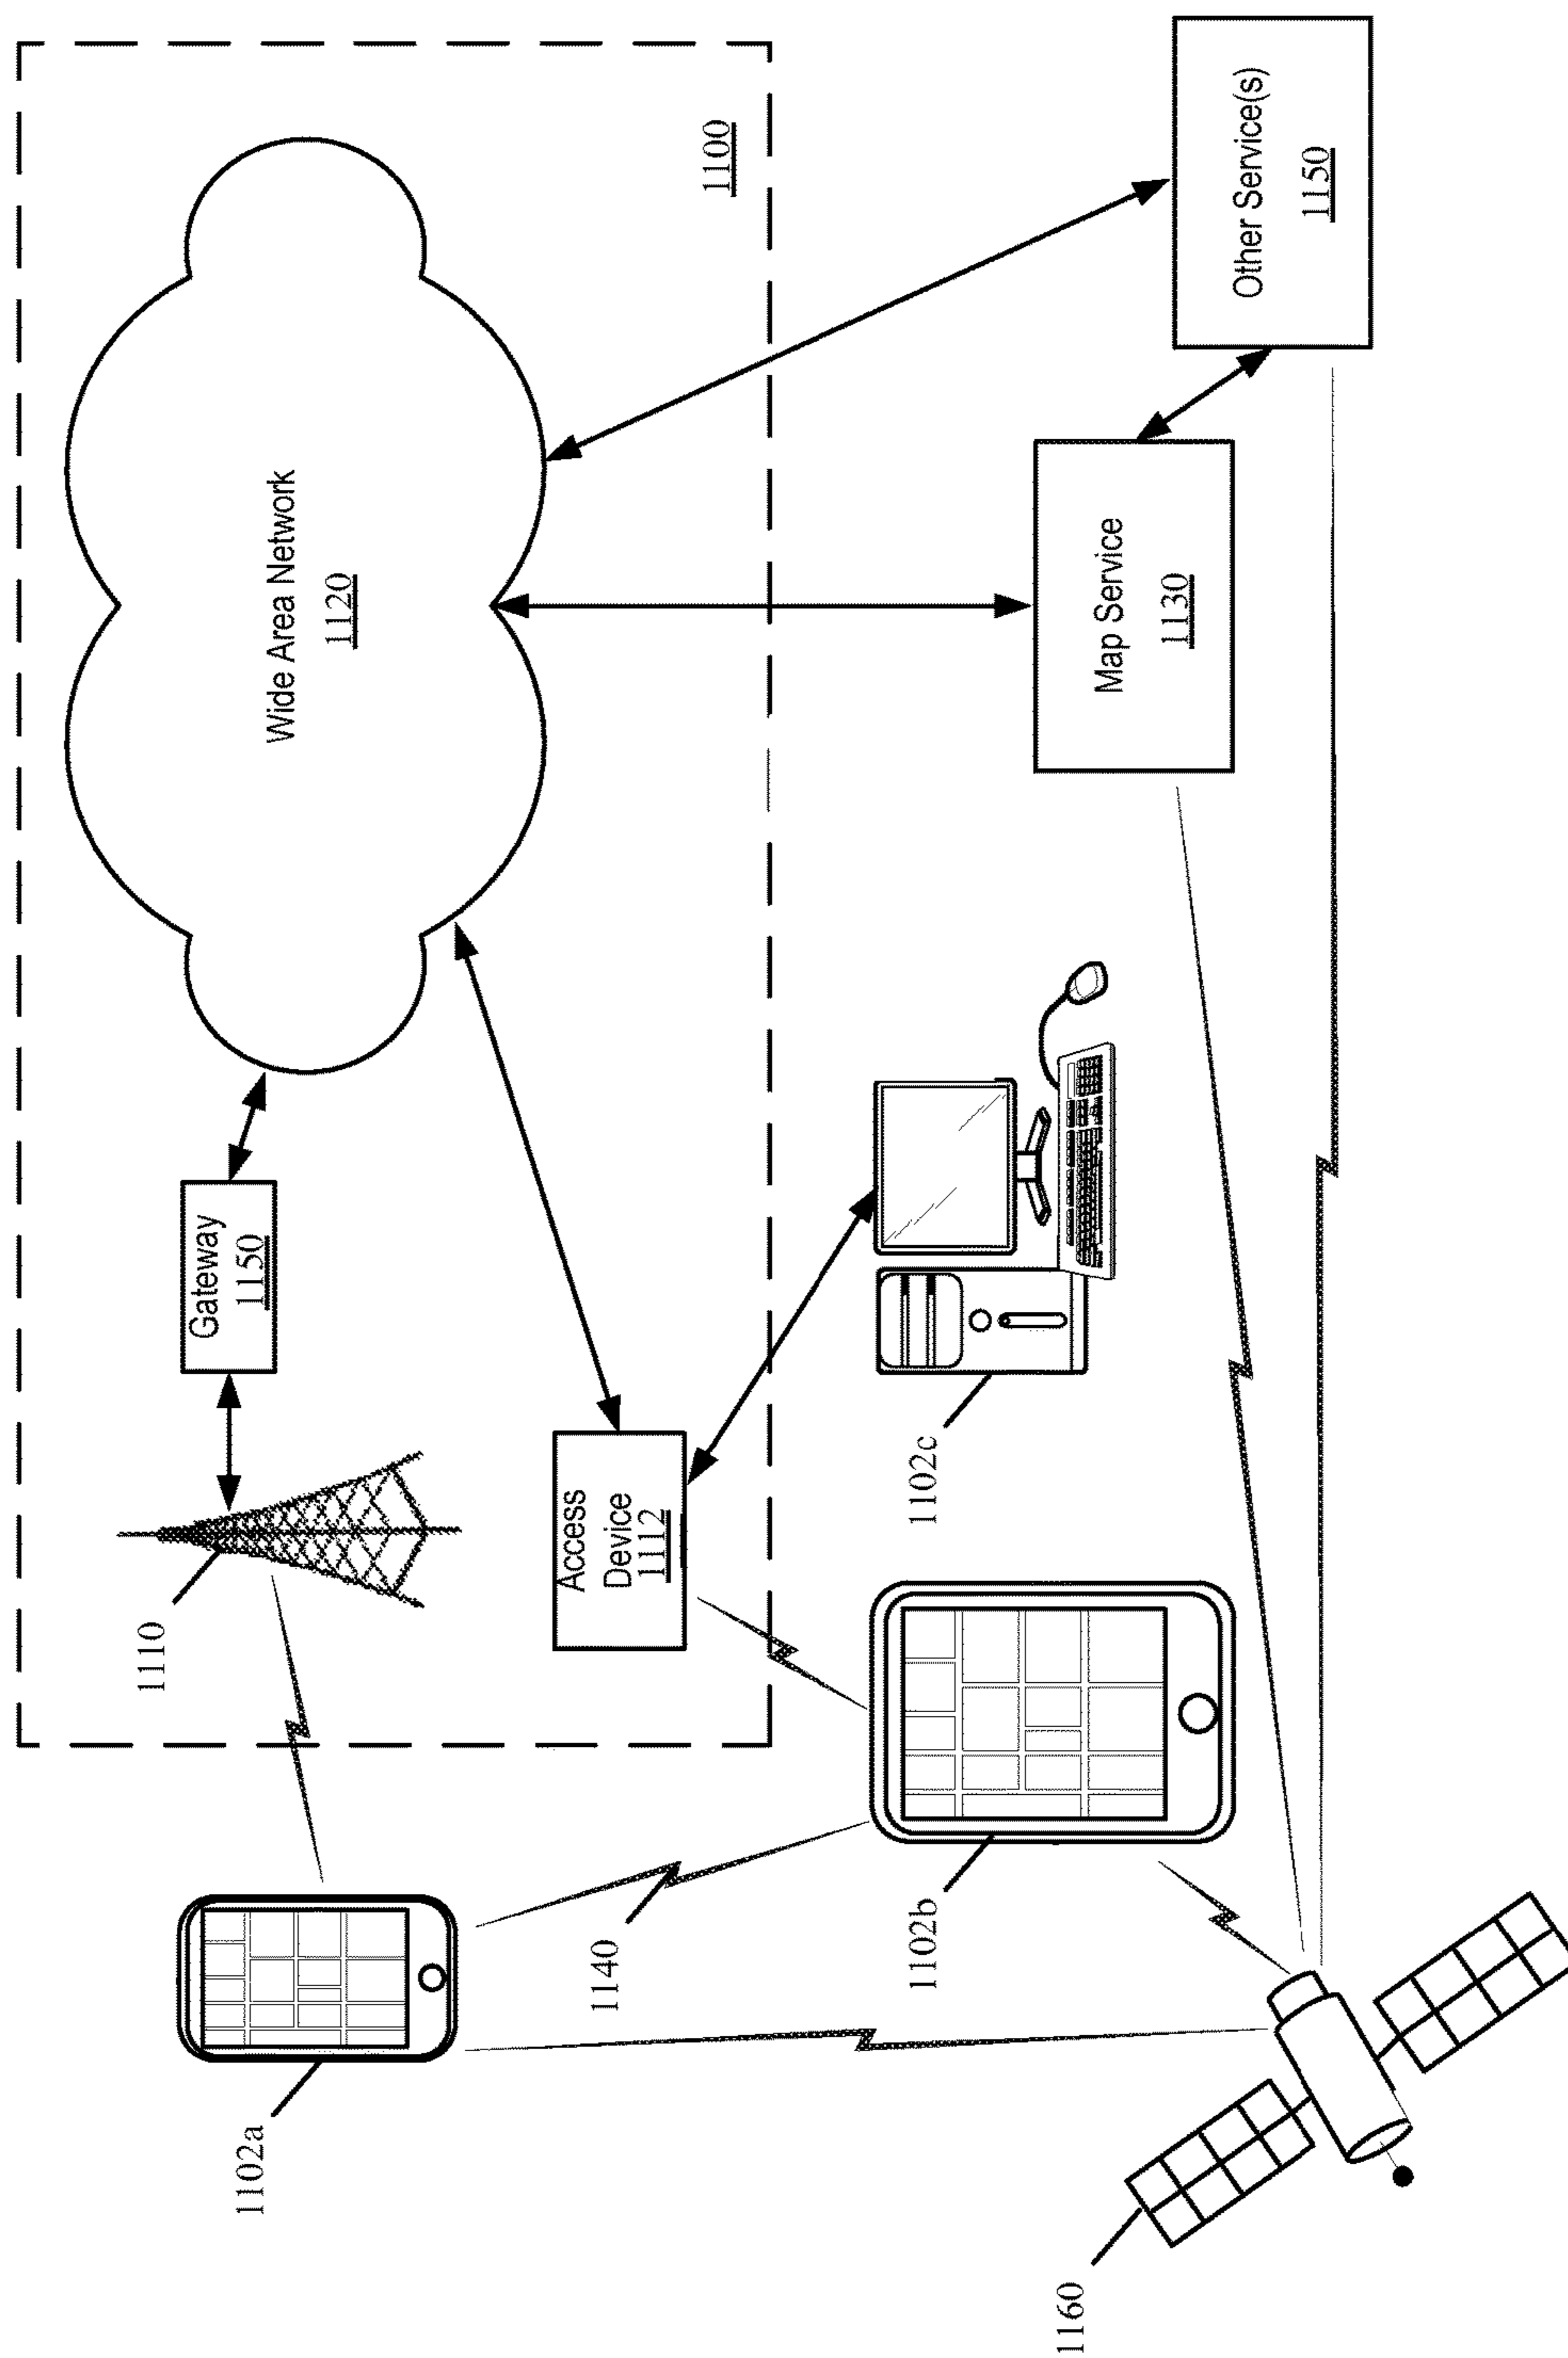 1102a
1110
Gateway
1150
Wide Area Network
1120
1100
1140
Access
Device
1112
1102b
1102c
Map Service
1130
Other Service(s)
1150
1160